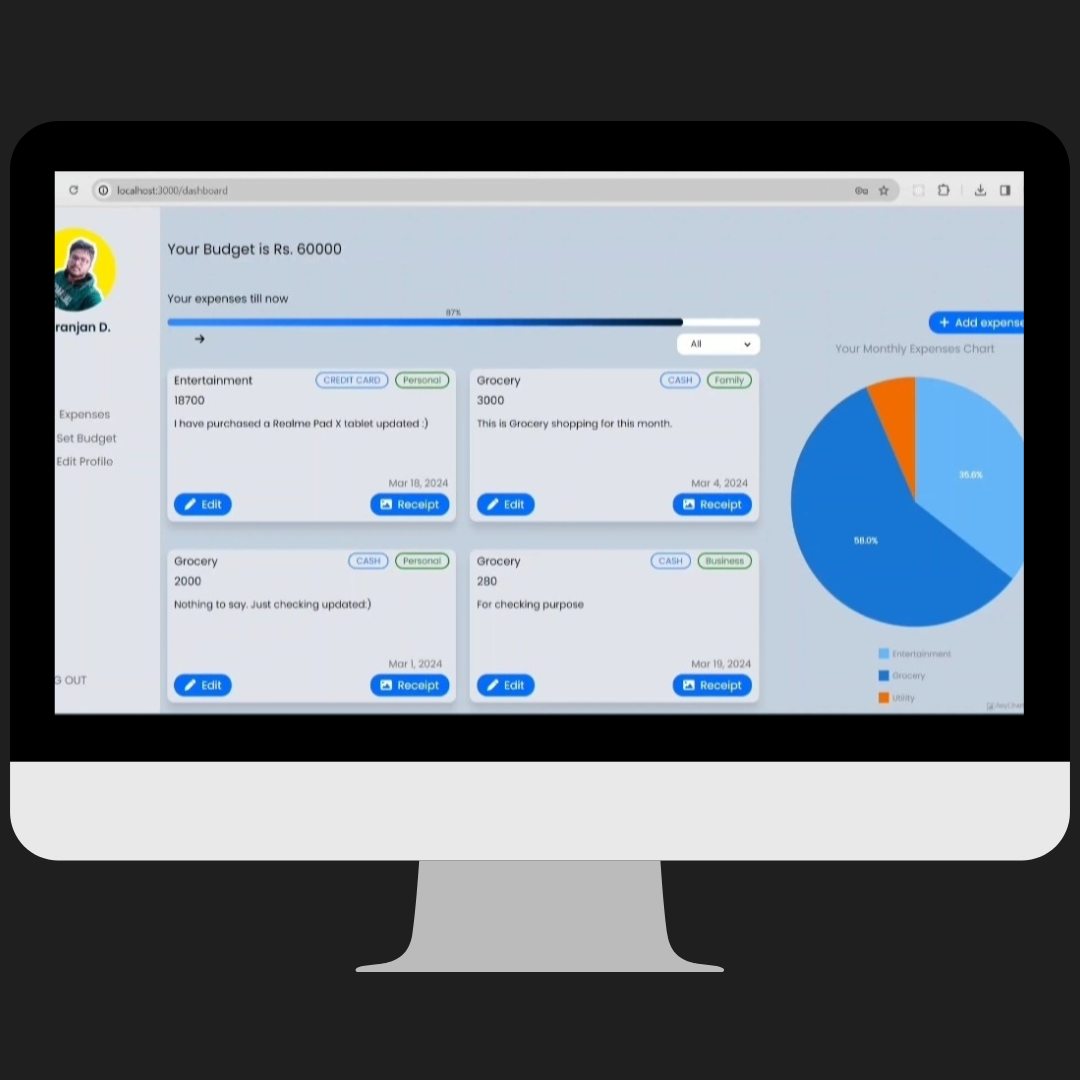 localhost:3000/dashboard
ranjan D.
Expenses
Set Budget
Edit Profile
G OUT
Your Budget is Rs. 60000
Your expenses till now
87%
All
Entertainment CREDIT CARD Personal
18700
I have purchased a Realme Pad X tablet updated :)
Mar 18, 2024
Edit Receipt
Grocery CASH Family
3000
This is Grocery shopping for this month.
Mar 4, 2024
Edit Receipt
Grocery CASH Personal
2000
Nothing to say. Just checking updated:)
Mar 1, 2024
Edit Receipt
Grocery CASH Business
280
For checking purpose
Mar 19, 2024
Edit Receipt
+ Add expense
Your Monthly Expenses Chart
35.6%
58.0%
Entertainment
Grocery
Utility